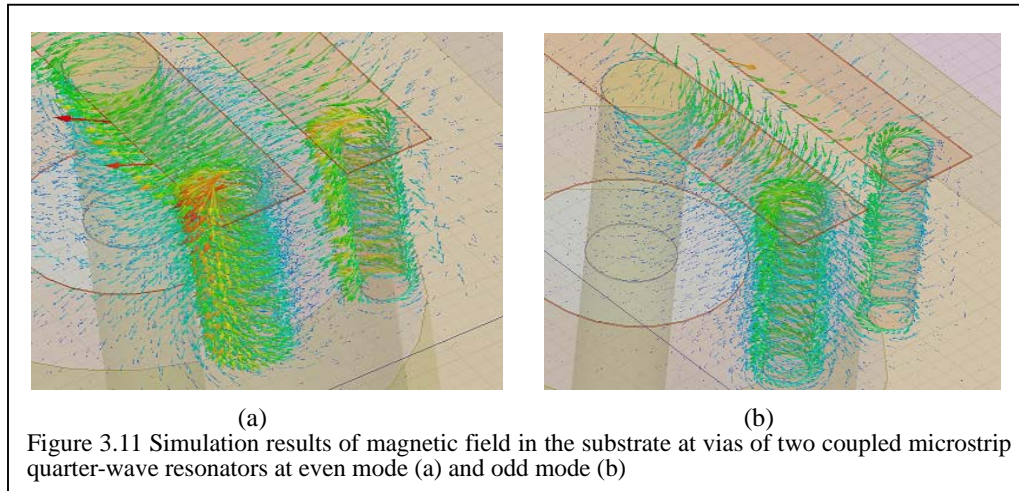 (a)
(b)
Figure 3.11 Simulation results of magnetic field in the substrate at vias of two coupled microstrip
quarter-wave resonators at even mode (a) and odd mode (b)